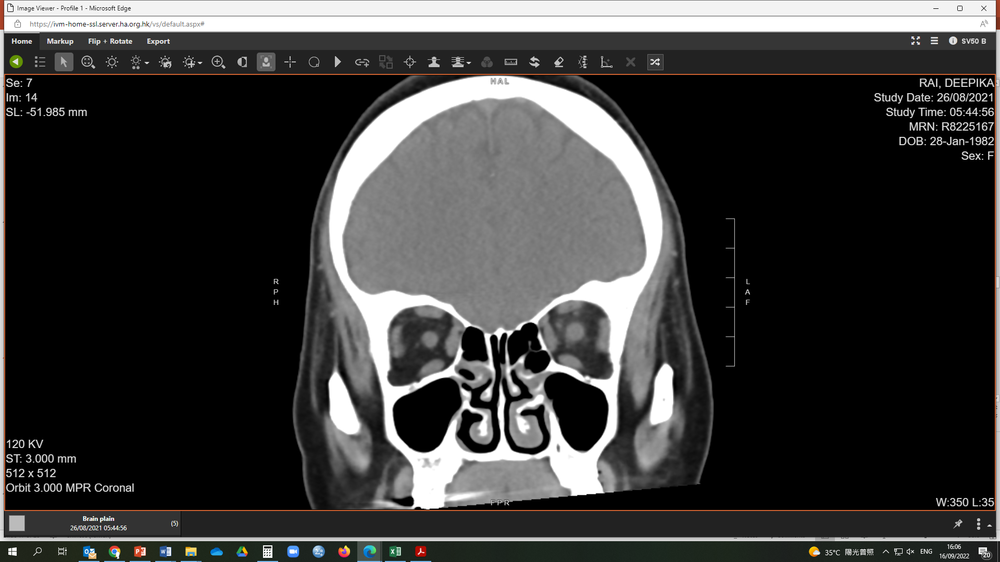 Image Viewer - Profile 1 - Microsoft Edge
https://ivm-home-ssl.server.ha.org.hk/vs/default.aspx#
Home Markup Flip + Rotate Export
SV50 B
Se: 7
Im: 14
SL: -51.985 mm
HAL
RAI, DEEPIKA
Study Date: 26/08/2021
Study Time: 05:44:56
MRN: R8225167
DOB: 28-Jan-1982
Sex: F
R
P
H
L
A
F
120 KV
ST: 3.000 mm
512 x 512
Orbit 3.000 MPR Coronal
FPR
W:350 L:35
Brain plain
26/08/2021 05:44:56
(5)
35°C 陽光普照
ENG
16:06
16/09/2022
20